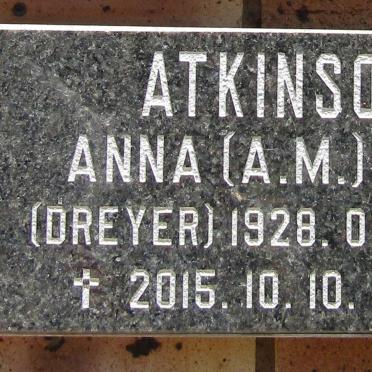 ATKINSO
ANNA (A.M.)
(DREYER) 1928. 0
✝ 2015. 10. 10.